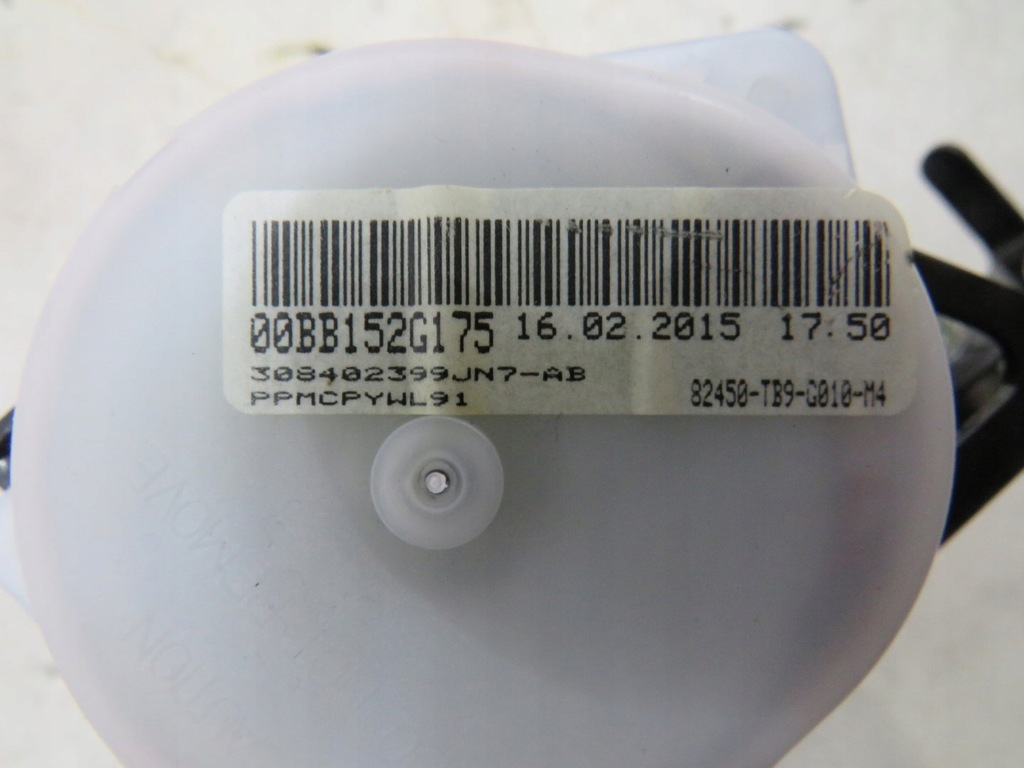 00BB152G175 16.02.2015 17:50
308402399JN7-AB
PPMCPYWL91 82450-TB9-G010-M4